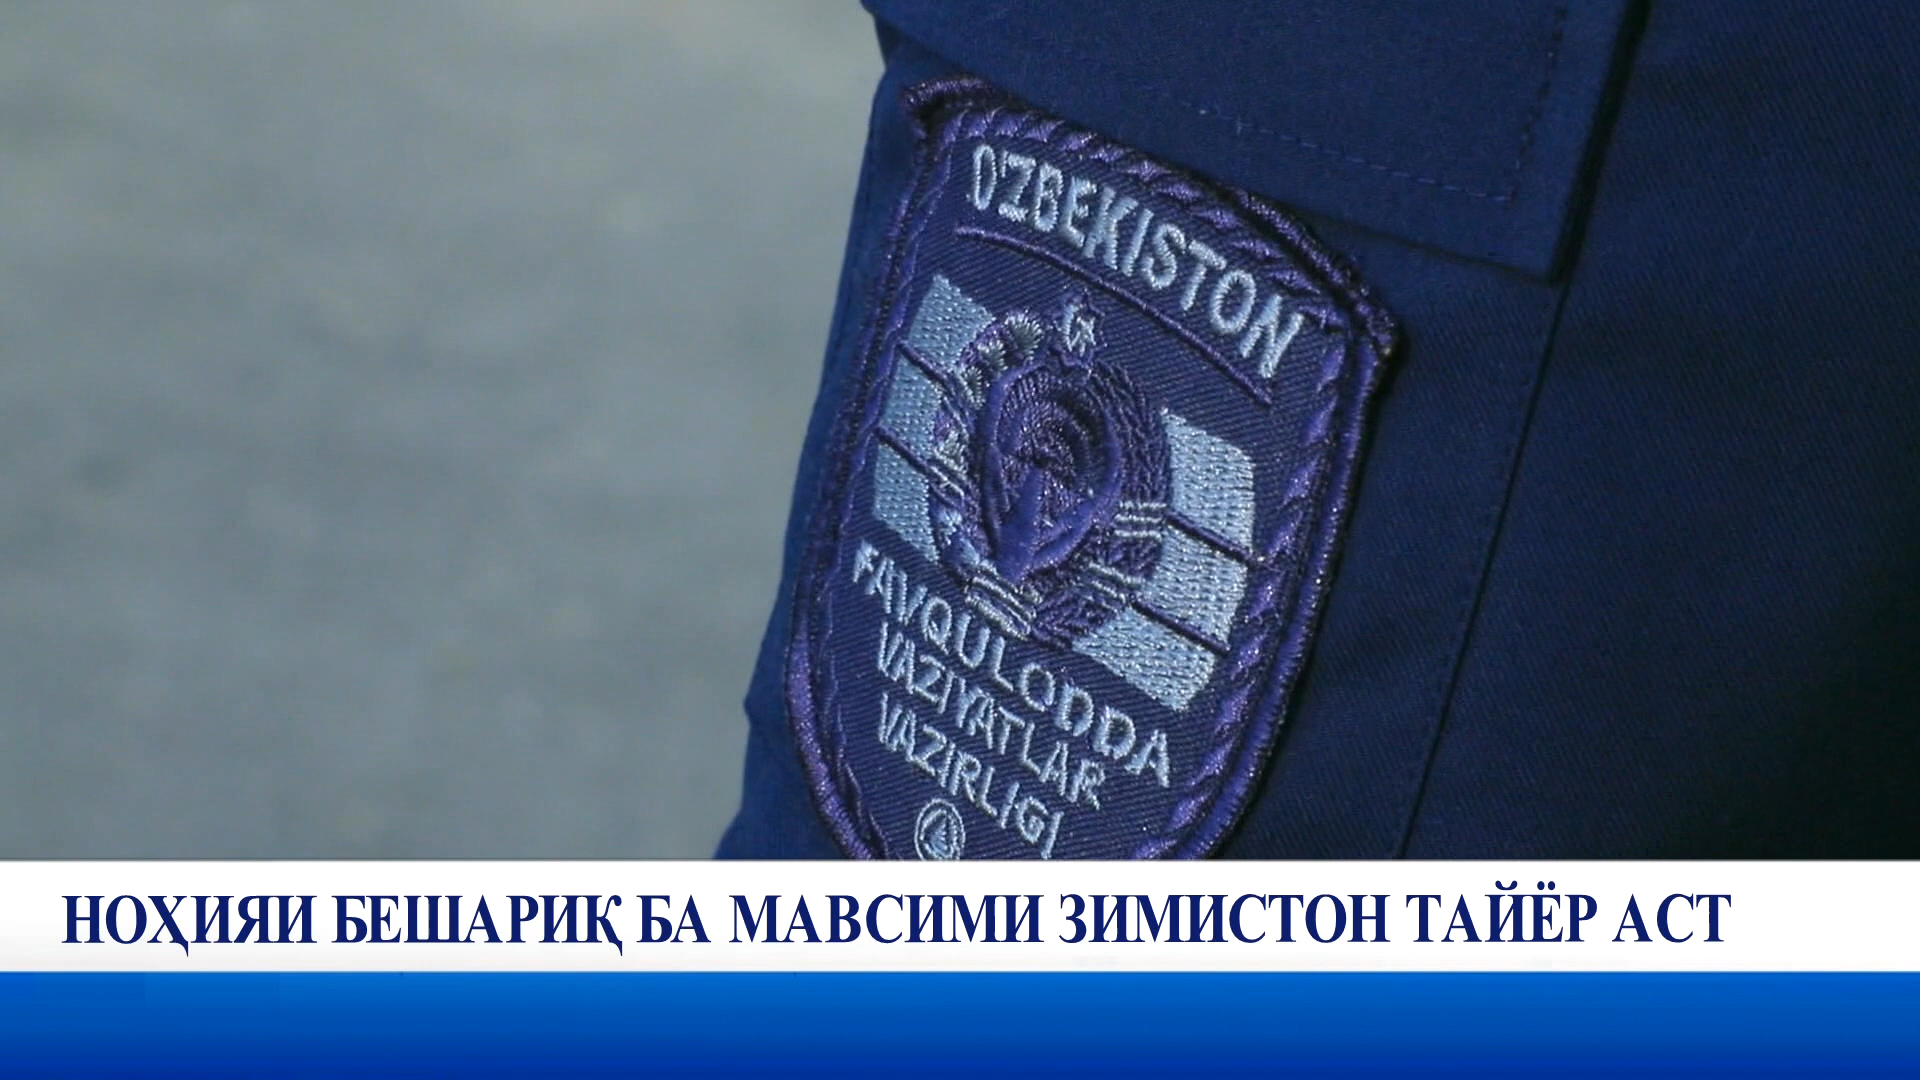 O'ZBEKISTON
FAVQULODDA
VAZIYATLAR
VAZIRLIGI
НОҲИЯИ БЕШАРИҚ БА МАВСИМИ ЗИМИСТОН ТАЙЁР АСТ